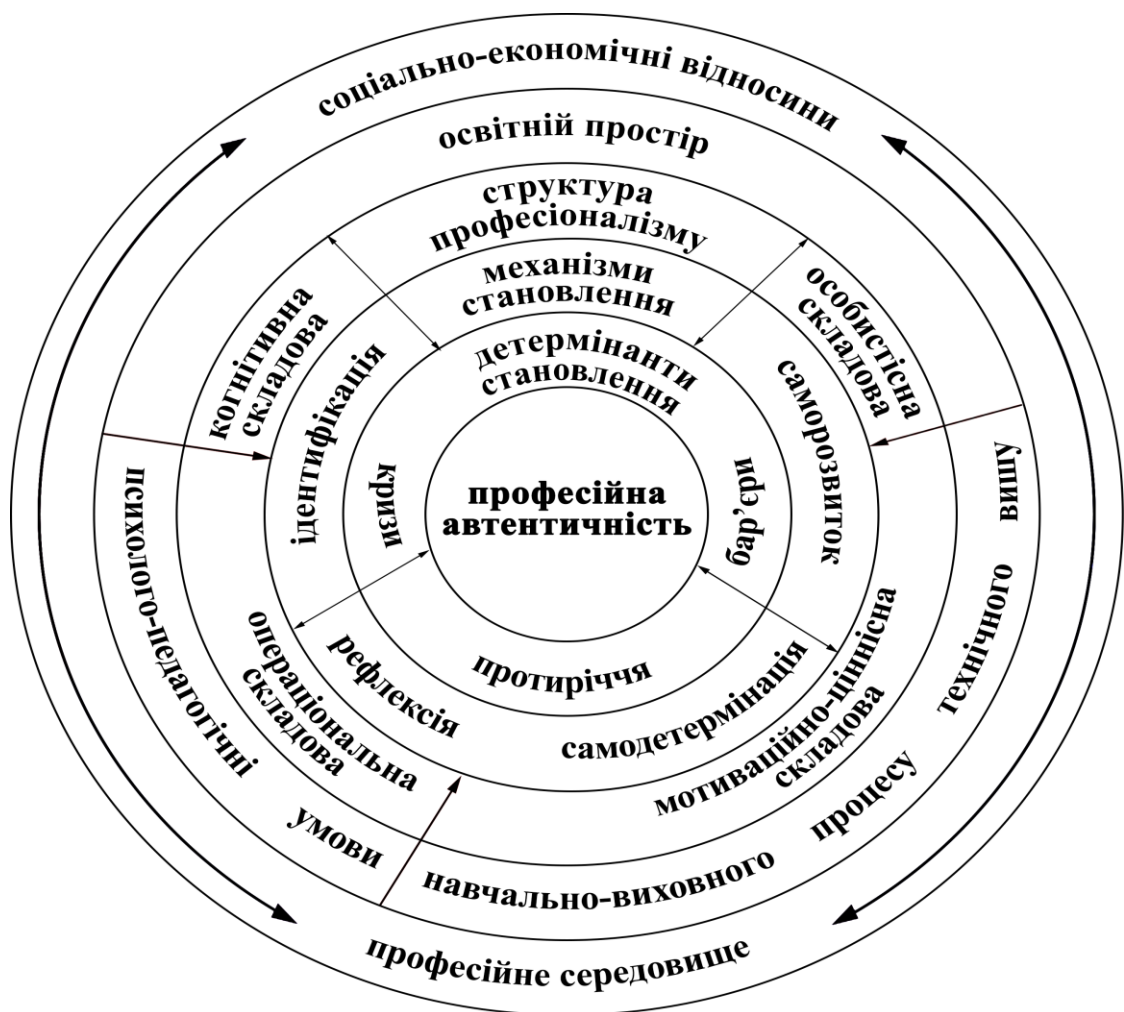 соціально-економічні відносини
освітній простір
структура
професіоналізму
механізми
становлення
детермінанти
становлення
когнітивна
складова
особистісна
складова
ідентифікація
саморозвиток
кризи
бар’єри
професійна
автентичність
протиріччя
рефлексія
самодетермінація
операціональна
складова
мотиваційно-ціннісна
складова
психолого-педагогічні
умови
навчально-виховного
процесу
технічного
вишу
професійне середовище